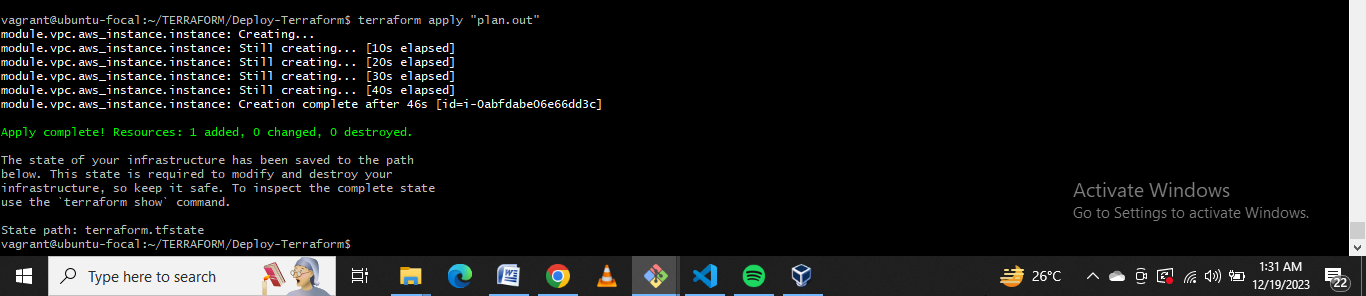 vagrant@ubuntu-focal:~/TERRAFORM/Deploy-Terraform$ terraform apply "plan.out"
module.vpc.aws_instance.instance: Creating...
module.vpc.aws_instance.instance: Still creating... [10s elapsed]
module.vpc.aws_instance.instance: Still creating... [20s elapsed]
module.vpc.aws_instance.instance: Still creating... [30s elapsed]
module.vpc.aws_instance.instance: Still creating... [40s elapsed]
module.vpc.aws_instance.instance: Creation complete after 46s [id=i-0abfdabe06e66dd3c]
Apply complete! Resources: 1 added, 0 changed, 0 destroyed.
The state of your infrastructure has been saved to the path
below. This state is required to modify and destroy your
infrastructure, so keep it safe. To inspect the complete state
use the `terraform show` command.
State path: terraform.tfstate
vagrant@ubuntu-focal:~/TERRAFORM/Deploy-Terraform$
Activate Windows
Go to Settings to activate Windows.
Type here to search
W
26°C
1:31 AM
12/19/2023
22